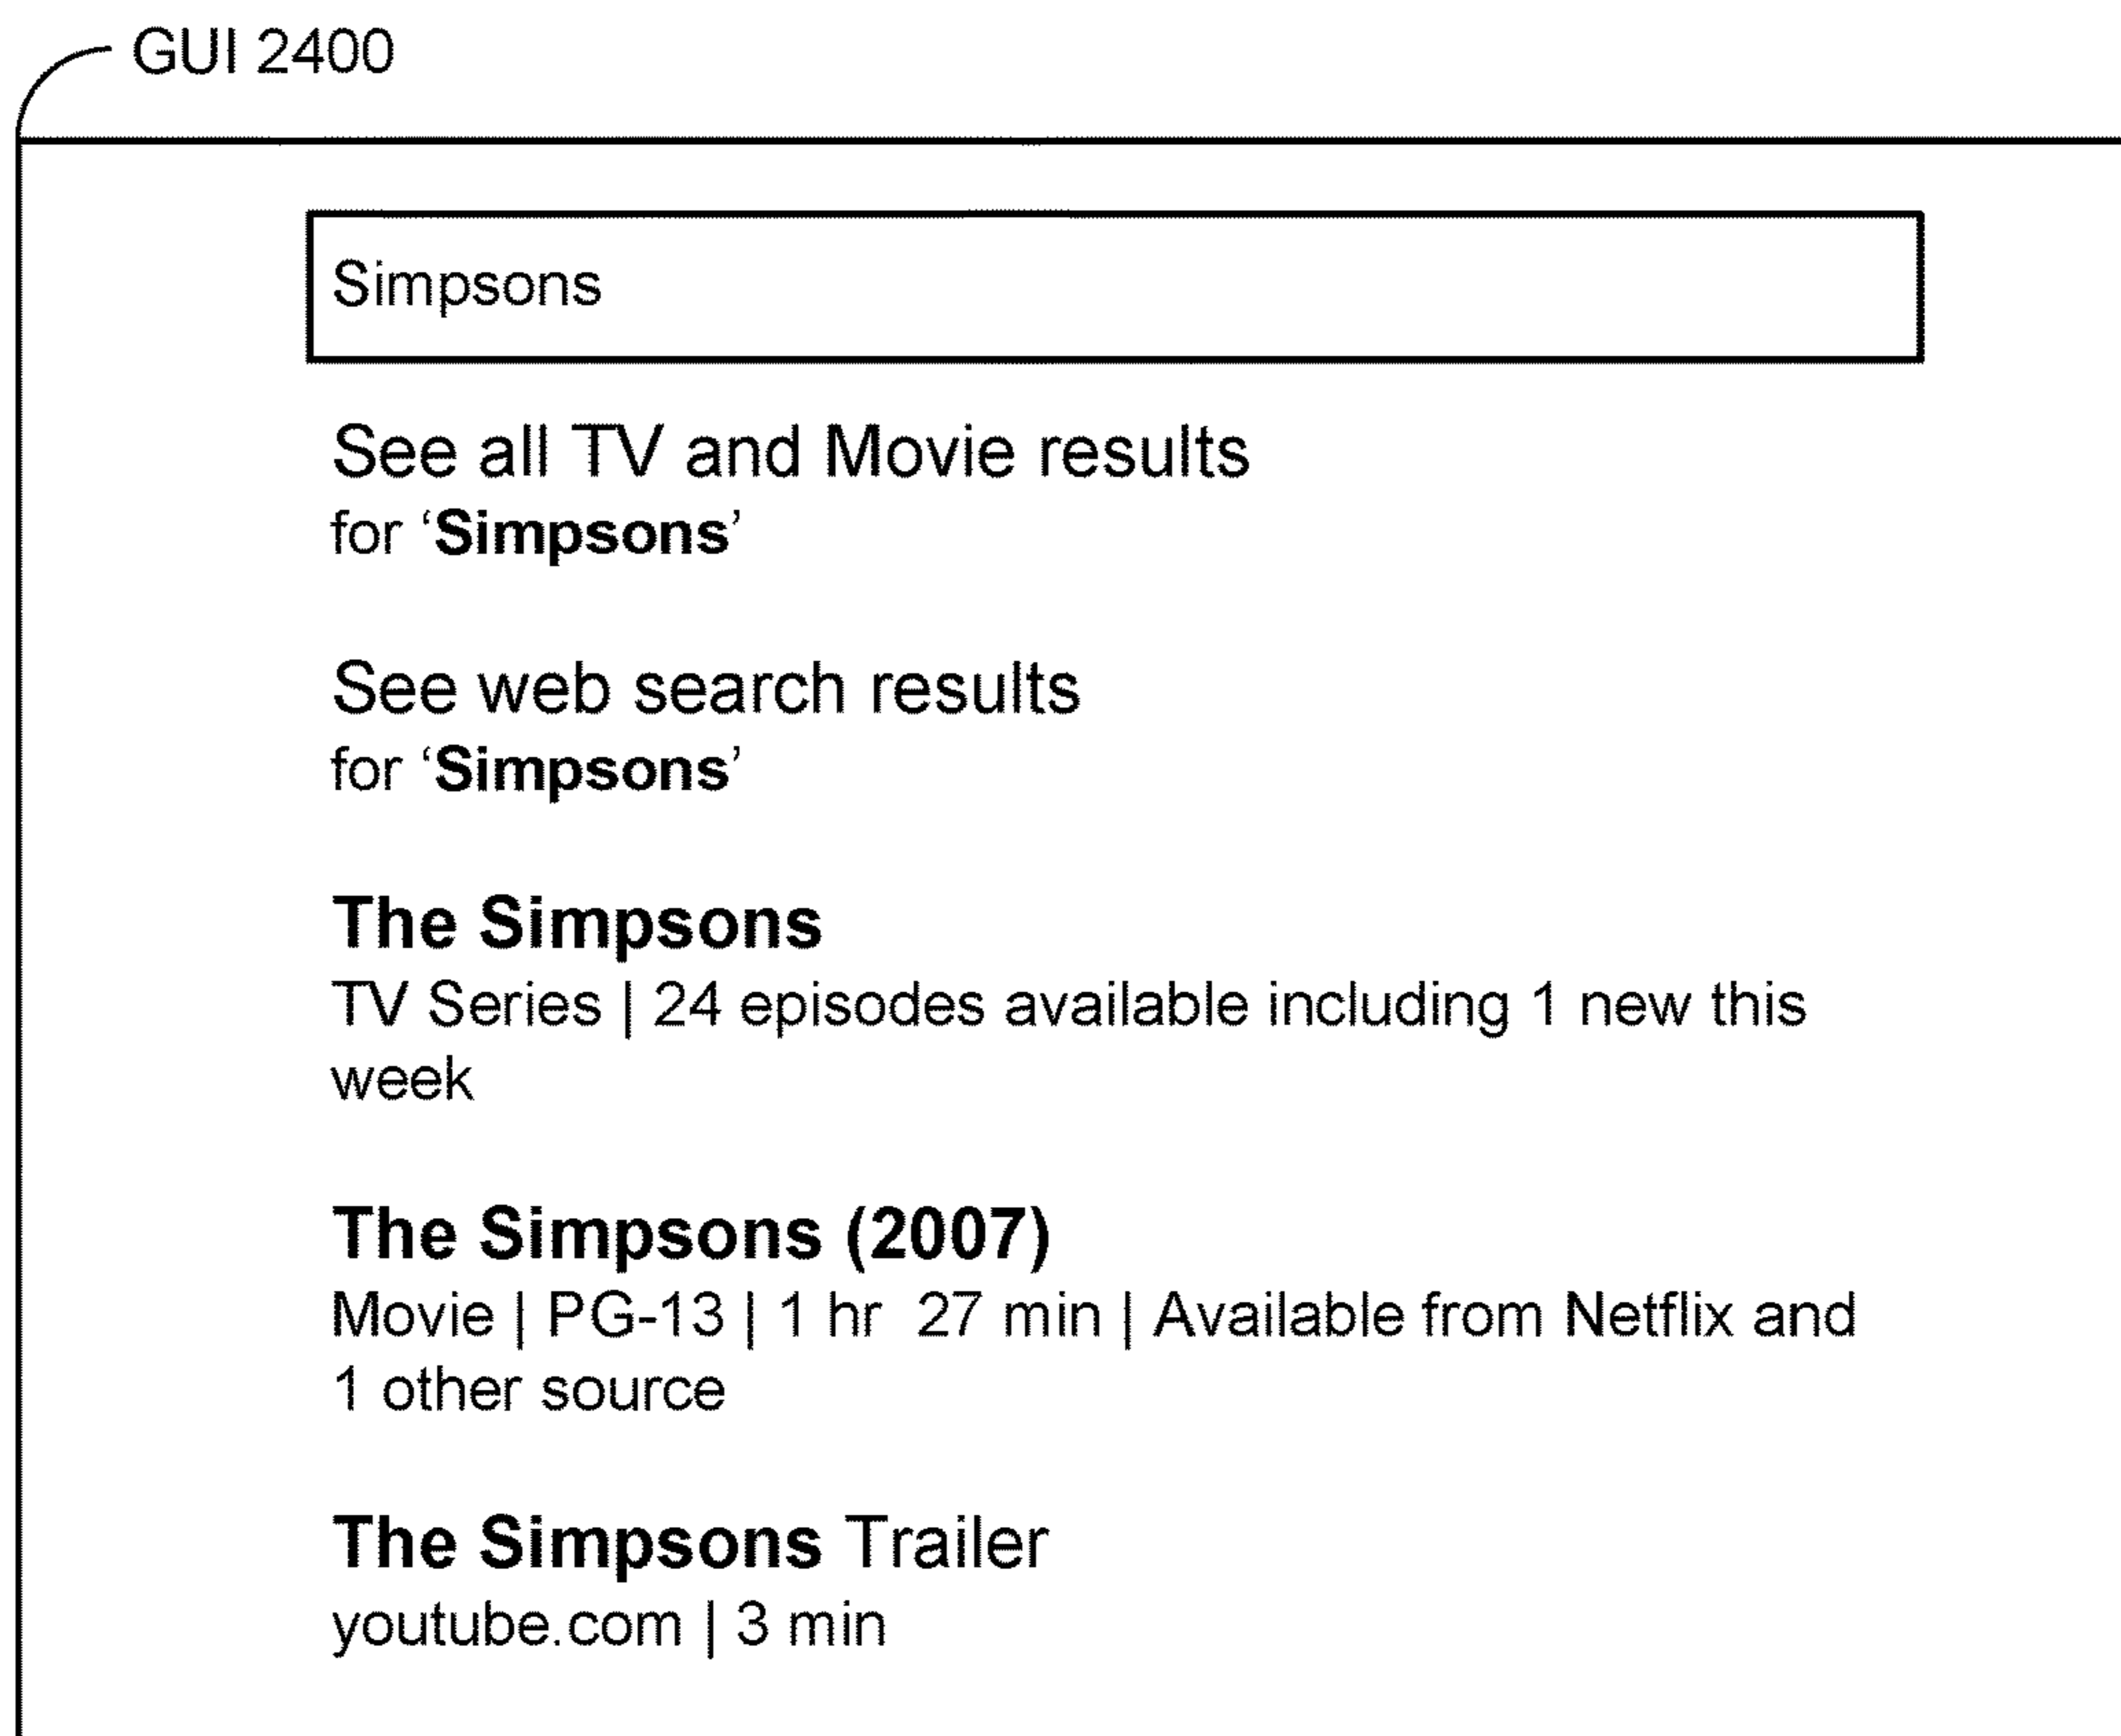 GUI 2400
Simpsons
See all TV and Movie results
for ‘Simpsons’
See web search results
for ‘Simpsons’
The Simpsons
TV Series | 24 episodes available including 1 new this
week
The Simpsons (2007)
Movie | PG-13 | 1 hr  27 min | Available from Netflix and
1 other source
The Simpsons Trailer
youtube.com | 3 min